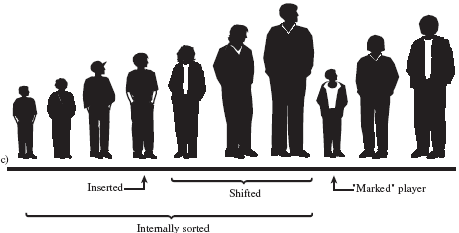 c)
Inserted
Shifted
"Marked" player
Internally sorted